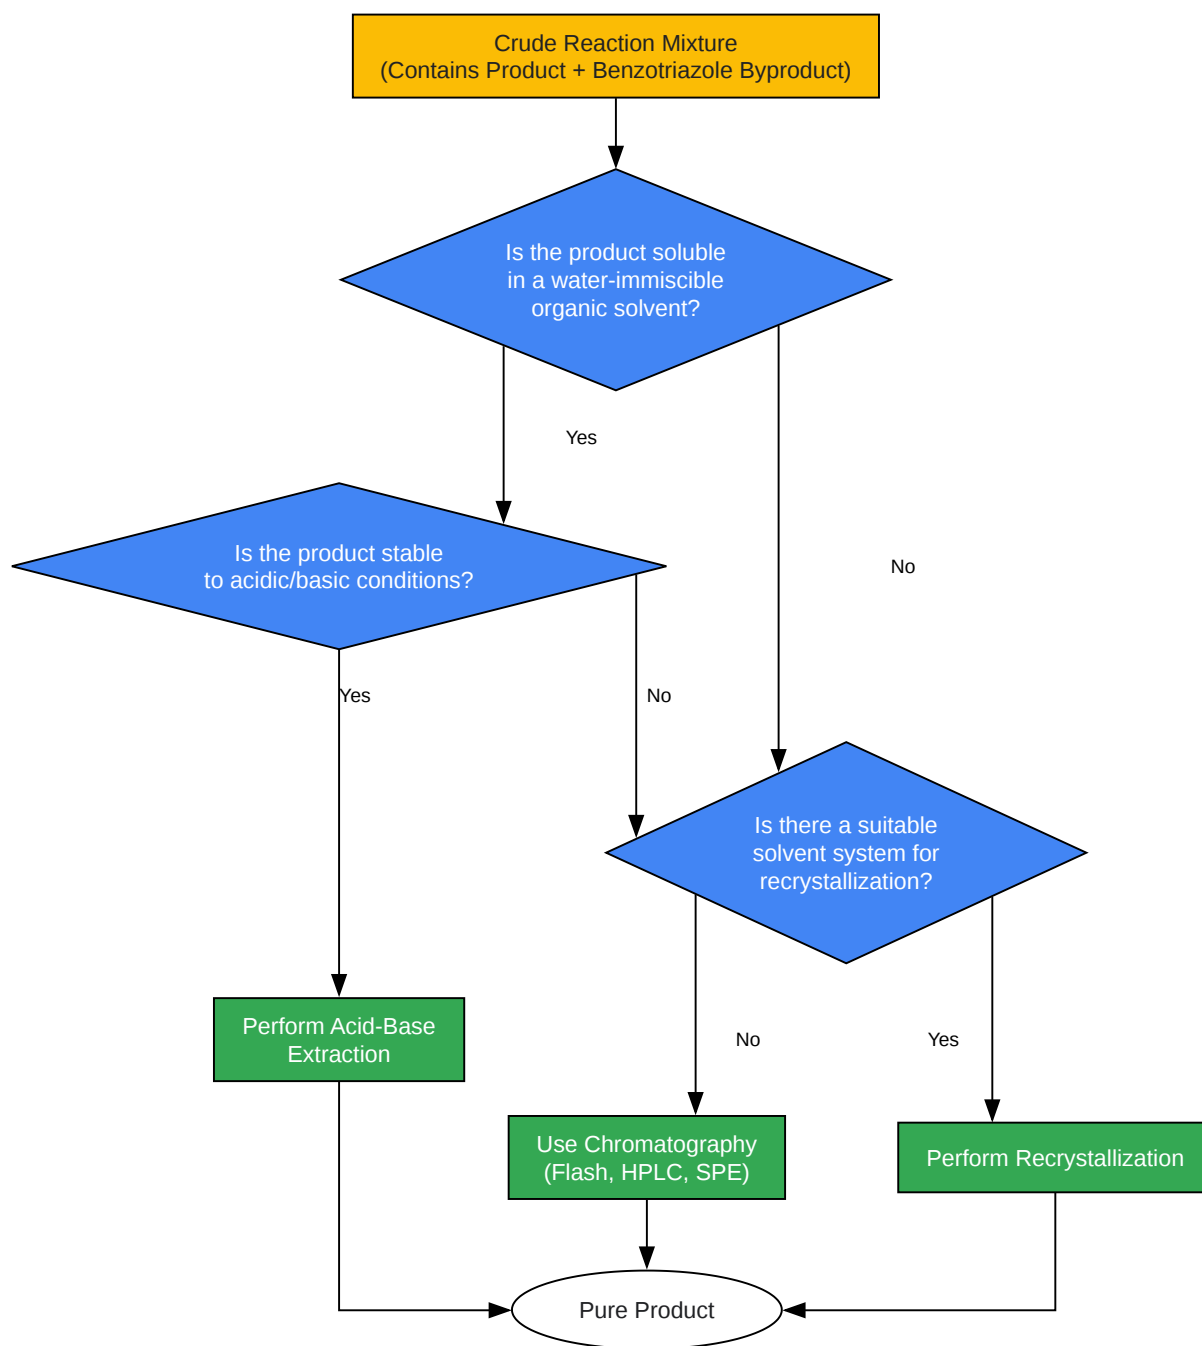 Crude Reaction Mixture
(Contains Product + Benzotriazole Byproduct)
Is the product soluble
in a water-immiscible
organic solvent?
Yes
Is the product stable
to acidic/basic conditions?
No
Yes
No
Is there a suitable
solvent system for
recrystallization?
Perform Acid-Base
Extraction
No
Yes
Use Chromatography
(Flash, HPLC, SPE)
Perform Recrystallization
Pure Product